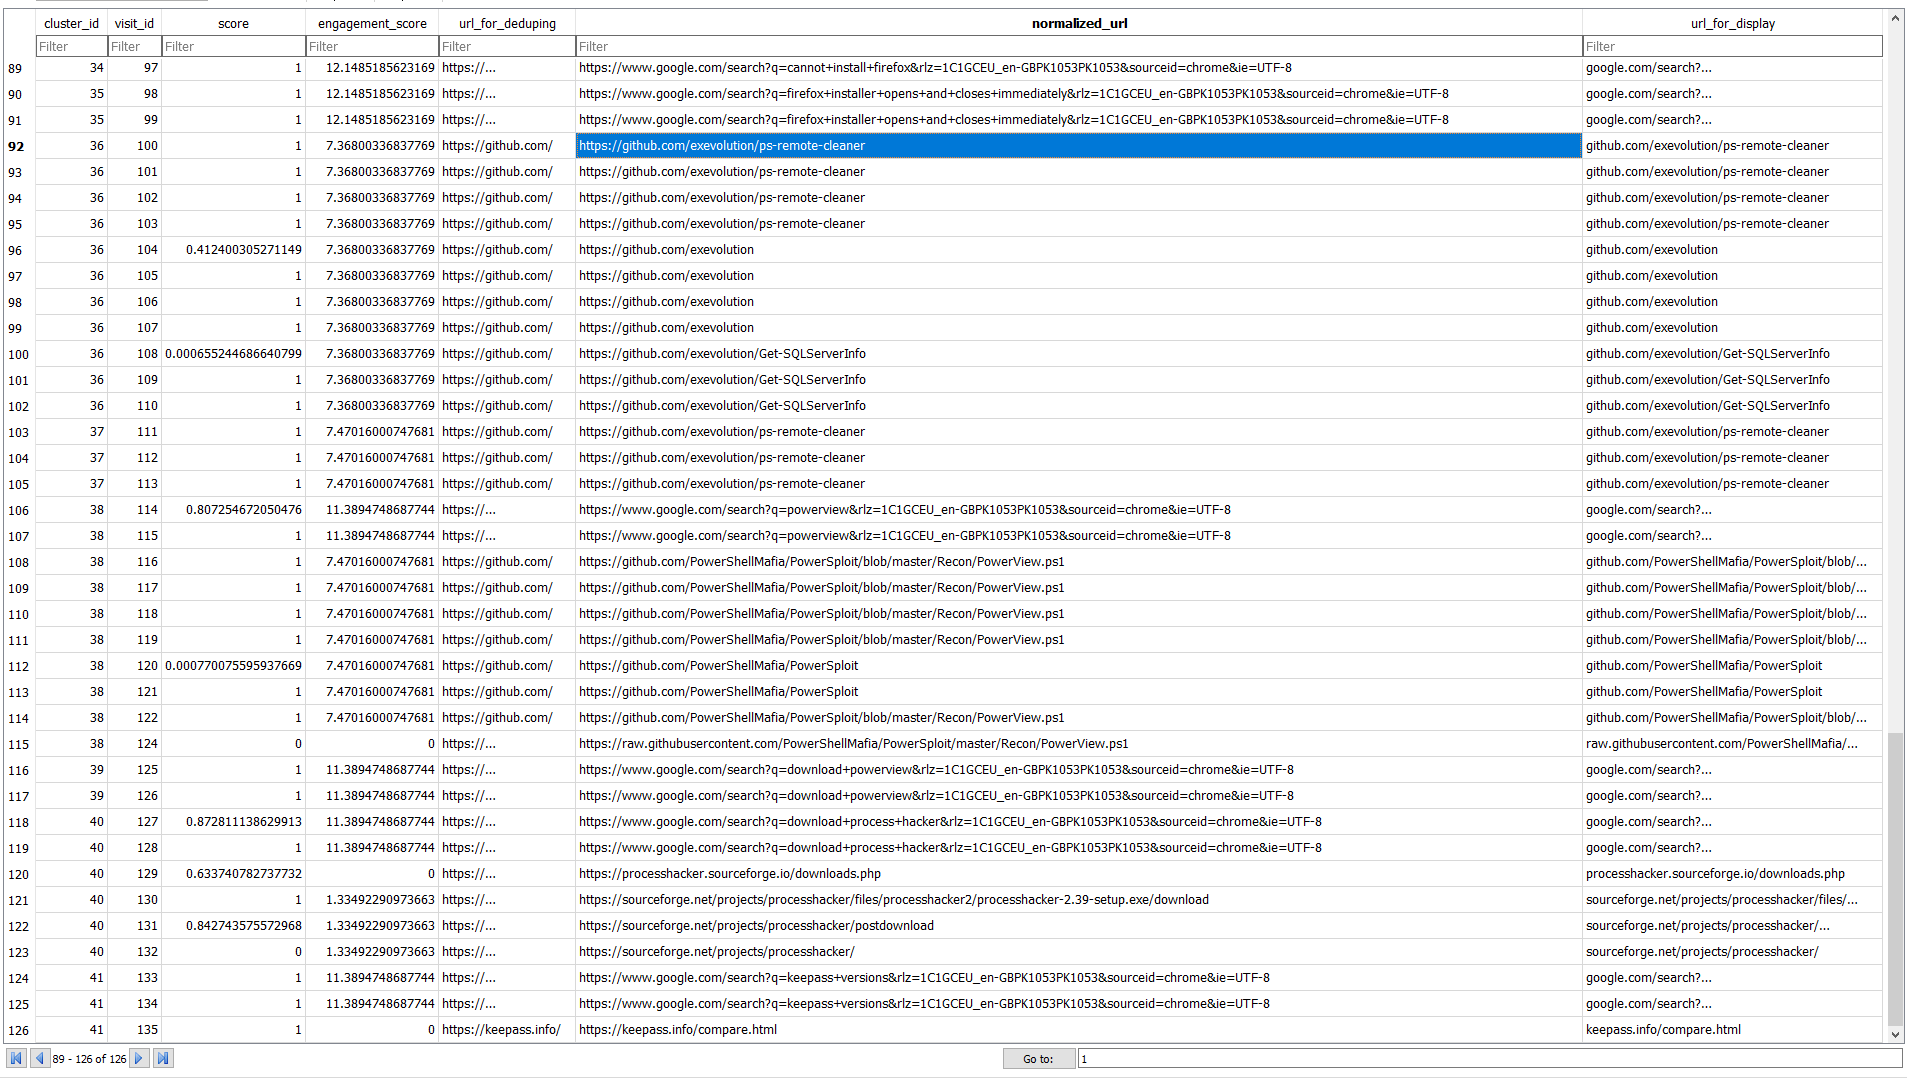 cluster_id visit_id score engagement_score url_for_deduping normalized_url url_for_display
Filter Filter Filter Filter Filter Filter Filter
89 34 97 1 12.1485185623169 https://... https://www.google.com/search?q=cannot+install+firefox&rlz=1C1GCEU_en-GBPK1053PK1053&sourceid=chrome&ie=UTF-8 google.com/search?...
90 35 98 1 12.1485185623169 https://... https://www.google.com/search?q=firefox+installer+opens+and+closes+immediately&rlz=1C1GCEU_en-GBPK1053PK1053&sourceid=chrome&ie=UTF-8 google.com/search?...
91 35 99 1 12.1485185623169 https://... https://www.google.com/search?q=firefox+installer+opens+and+closes+immediately&rlz=1C1GCEU_en-GBPK1053PK1053&sourceid=chrome&ie=UTF-8 google.com/search?...
92 36 100 1 7.36800336837769 https://github.com/ https://github.com/exevolution/ps-remote-cleaner github.com/exevolution/ps-remote-cleaner
93 36 101 1 7.36800336837769 https://github.com/ https://github.com/exevolution/ps-remote-cleaner github.com/exevolution/ps-remote-cleaner
94 36 102 1 7.36800336837769 https://github.com/ https://github.com/exevolution/ps-remote-cleaner github.com/exevolution/ps-remote-cleaner
95 36 103 1 7.36800336837769 https://github.com/ https://github.com/exevolution/ps-remote-cleaner github.com/exevolution/ps-remote-cleaner
96 36 104 0.412400305271149 7.36800336837769 https://github.com/ https://github.com/exevolution github.com/exevolution
97 36 105 1 7.36800336837769 https://github.com/ https://github.com/exevolution github.com/exevolution
98 36 106 1 7.36800336837769 https://github.com/ https://github.com/exevolution github.com/exevolution
99 36 107 1 7.36800336837769 https://github.com/ https://github.com/exevolution github.com/exevolution
100 36 108 0.000655244686640799 7.36800336837769 https://github.com/ https://github.com/exevolution/Get-SQLServerInfo github.com/exevolution/Get-SQLServerInfo
101 36 109 1 7.36800336837769 https://github.com/ https://github.com/exevolution/Get-SQLServerInfo github.com/exevolution/Get-SQLServerInfo
102 36 110 1 7.36800336837769 https://github.com/ https://github.com/exevolution/Get-SQLServerInfo github.com/exevolution/Get-SQLServerInfo
103 37 111 1 7.47016000747681 https://github.com/ https://github.com/exevolution/ps-remote-cleaner github.com/exevolution/ps-remote-cleaner
104 37 112 1 7.47016000747681 https://github.com/ https://github.com/exevolution/ps-remote-cleaner github.com/exevolution/ps-remote-cleaner
105 37 113 1 7.47016000747681 https://github.com/ https://github.com/exevolution/ps-remote-cleaner github.com/exevolution/ps-remote-cleaner
106 38 114 0.807254672050476 11.3894748687744 https://... https://www.google.com/search?q=powerview&rlz=1C1GCEU_en-GBPK1053PK1053&sourceid=chrome&ie=UTF-8 google.com/search?...
107 38 115 1 11.3894748687744 https://... https://www.google.com/search?q=powerview&rlz=1C1GCEU_en-GBPK1053PK1053&sourceid=chrome&ie=UTF-8 google.com/search?...
108 38 116 1 7.47016000747681 https://github.com/ https://github.com/PowerShellMafia/PowerSploit/blob/master/Recon/PowerView.ps1 github.com/PowerShellMafia/PowerSploit/blob/...
109 38 117 1 7.47016000747681 https://github.com/ https://github.com/PowerShellMafia/PowerSploit/blob/master/Recon/PowerView.ps1 github.com/PowerShellMafia/PowerSploit/blob/...
110 38 118 1 7.47016000747681 https://github.com/ https://github.com/PowerShellMafia/PowerSploit/blob/master/Recon/PowerView.ps1 github.com/PowerShellMafia/PowerSploit/blob/...
111 38 119 1 7.47016000747681 https://github.com/ https://github.com/PowerShellMafia/PowerSploit/blob/master/Recon/PowerView.ps1 github.com/PowerShellMafia/PowerSploit/blob/...
112 38 120 0.000770075595937669 7.47016000747681 https://github.com/ https://github.com/PowerShellMafia/PowerSploit github.com/PowerShellMafia/PowerSploit
113 38 121 1 7.47016000747681 https://github.com/ https://github.com/PowerShellMafia/PowerSploit github.com/PowerShellMafia/PowerSploit
114 38 122 1 7.47016000747681 https://github.com/ https://github.com/PowerShellMafia/PowerSploit/blob/master/Recon/PowerView.ps1 github.com/PowerShellMafia/PowerSploit/blob/...
115 38 124 0 0 https://... https://raw.githubusercontent.com/PowerShellMafia/PowerSploit/master/Recon/PowerView.ps1 raw.githubusercontent.com/PowerShellMafia/...
116 39 125 1 11.3894748687744 https://... https://www.google.com/search?q=download+powerview&rlz=1C1GCEU_en-GBPK1053PK1053&sourceid=chrome&ie=UTF-8 google.com/search?...
117 39 126 1 11.3894748687744 https://... https://www.google.com/search?q=download+powerview&rlz=1C1GCEU_en-GBPK1053PK1053&sourceid=chrome&ie=UTF-8 google.com/search?...
118 40 127 0.872811138629913 11.3894748687744 https://... https://www.google.com/search?q=download+process+hacker&rlz=1C1GCEU_en-GBPK1053PK1053&sourceid=chrome&ie=UTF-8 google.com/search?...
119 40 128 1 11.3894748687744 https://... https://www.google.com/search?q=download+process+hacker&rlz=1C1GCEU_en-GBPK1053PK1053&sourceid=chrome&ie=UTF-8 google.com/search?...
120 40 129 0.633740782737732 0 https://... https://processhacker.sourceforge.io/downloads.php processhacker.sourceforge.io/downloads.php
121 40 130 1 1.33492290973663 https://... https://sourceforge.net/projects/processhacker/files/processhacker2/processhacker-2.39-setup.exe/download sourceforge.net/projects/processhacker/files/...
122 40 131 0.842743575572968 1.33492290973663 https://... https://sourceforge.net/projects/processhacker/postdownload sourceforge.net/projects/processhacker/...
123 40 132 0 1.33492290973663 https://... https://sourceforge.net/projects/processhacker/ sourceforge.net/projects/processhacker/
124 41 133 1 11.3894748687744 https://... https://www.google.com/search?q=keepass+versions&rlz=1C1GCEU_en-GBPK1053PK1053&sourceid=chrome&ie=UTF-8 google.com/search?...
125 41 134 1 11.3894748687744 https://... https://www.google.com/search?q=keepass+versions&rlz=1C1GCEU_en-GBPK1053PK1053&sourceid=chrome&ie=UTF-8 google.com/search?...
126 41 135 1 0 https://keepass.info/ https://keepass.info/compare.html keepass.info/compare.html
89 - 126 of 126 Go to: 1